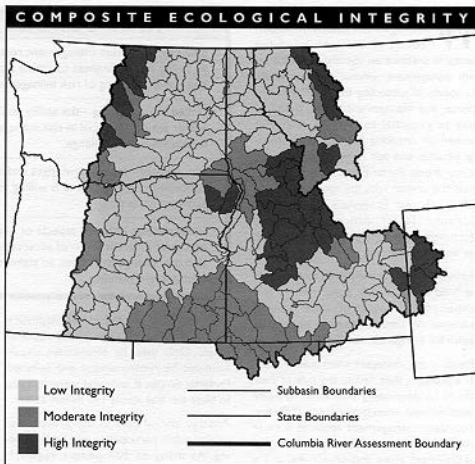 COMPOSITE ECOLOGICAL INTEGRITY
Low Integrity
Moderate Integrity
High Integrity
Subbasin Boundaries
State Boundaries
Columbia River Assessment Boundary